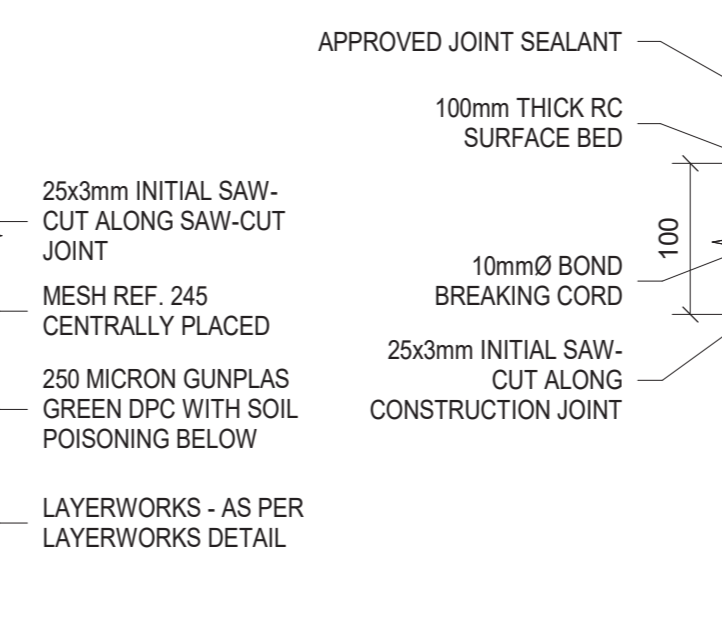 APPROVED JOINT SEALANT
100mm THICK RC
SURFACE BED
100
10mmØ BOND
BREAKING CORD
25x3mm INITIAL SAW-
CUT ALONG
CONSTRUCTION JOINT
25x3mm INITIAL SAW-
CUT ALONG SAW-CUT
JOINT
MESH REF. 245
CENTRALLY PLACED
250 MICRON GUNPLAS
GREEN DPC WITH SOIL
POISONING BELOW
LAYERWORKS - AS PER
LAYERWORKS DETAIL